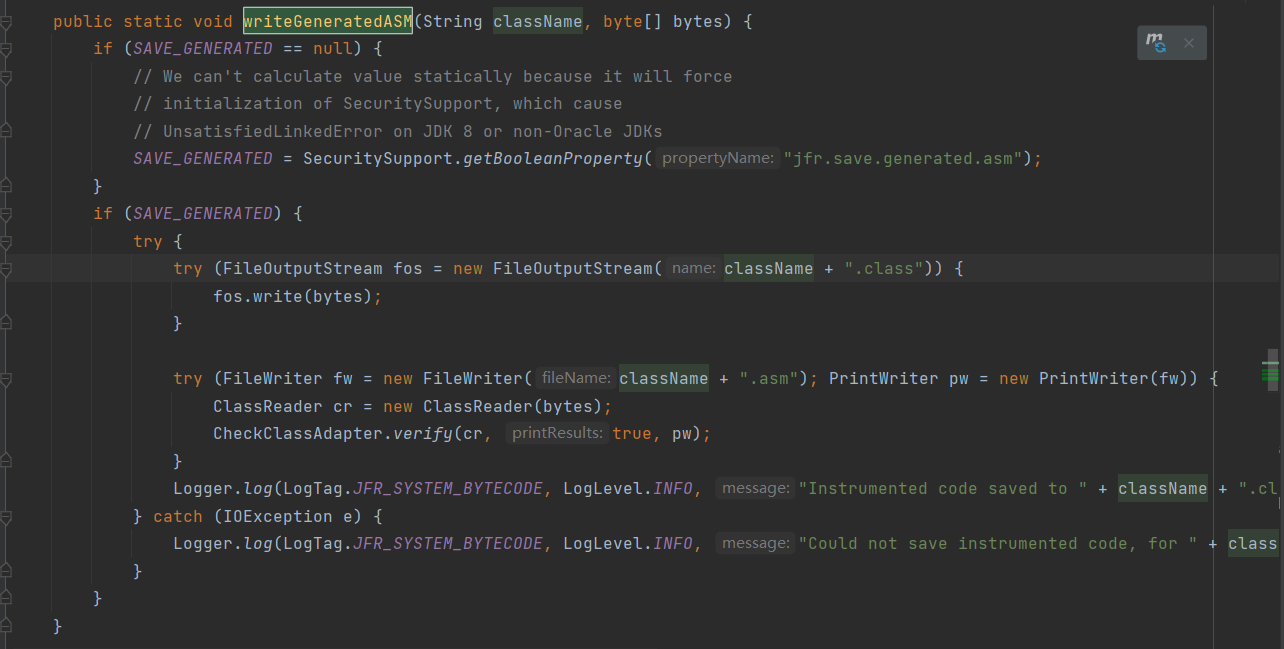 public static void writeGeneratedASM(String className, byte[] bytes) {
if (SAVE_GENERATED == null) {
// We can't calculate value statically because it will force
// initialization of SecuritySupport, which cause
// UnsatisfiedLinkedError on JDK 8 or non-Oracle JDKs
SAVE_GENERATED = SecuritySupport.getBooleanProperty( propertyName: "jfr.save.generated.asm");
}
if (SAVE_GENERATED) {
try {
try (FileOutputStream fos = new FileOutputStream( name: className + ".class")) {
fos.write(bytes);
}
try (FileWriter fw = new FileWriter( fileName: className + ".asm"); PrintWriter pw = new PrintWriter(fw)) {
ClassReader cr = new ClassReader(bytes);
CheckClassAdapter.verify(cr, printResults: true, pw);
}
Logger.log(LogTag.JFR_SYSTEM_BYTECODE, LogLevel.INFO, message: "Instrumented code saved to " + className + ".cl
} catch (IOException e) {
Logger.log(LogTag.JFR_SYSTEM_BYTECODE, LogLevel.INFO, message: "Could not save instrumented code, for " + class
}
}
}